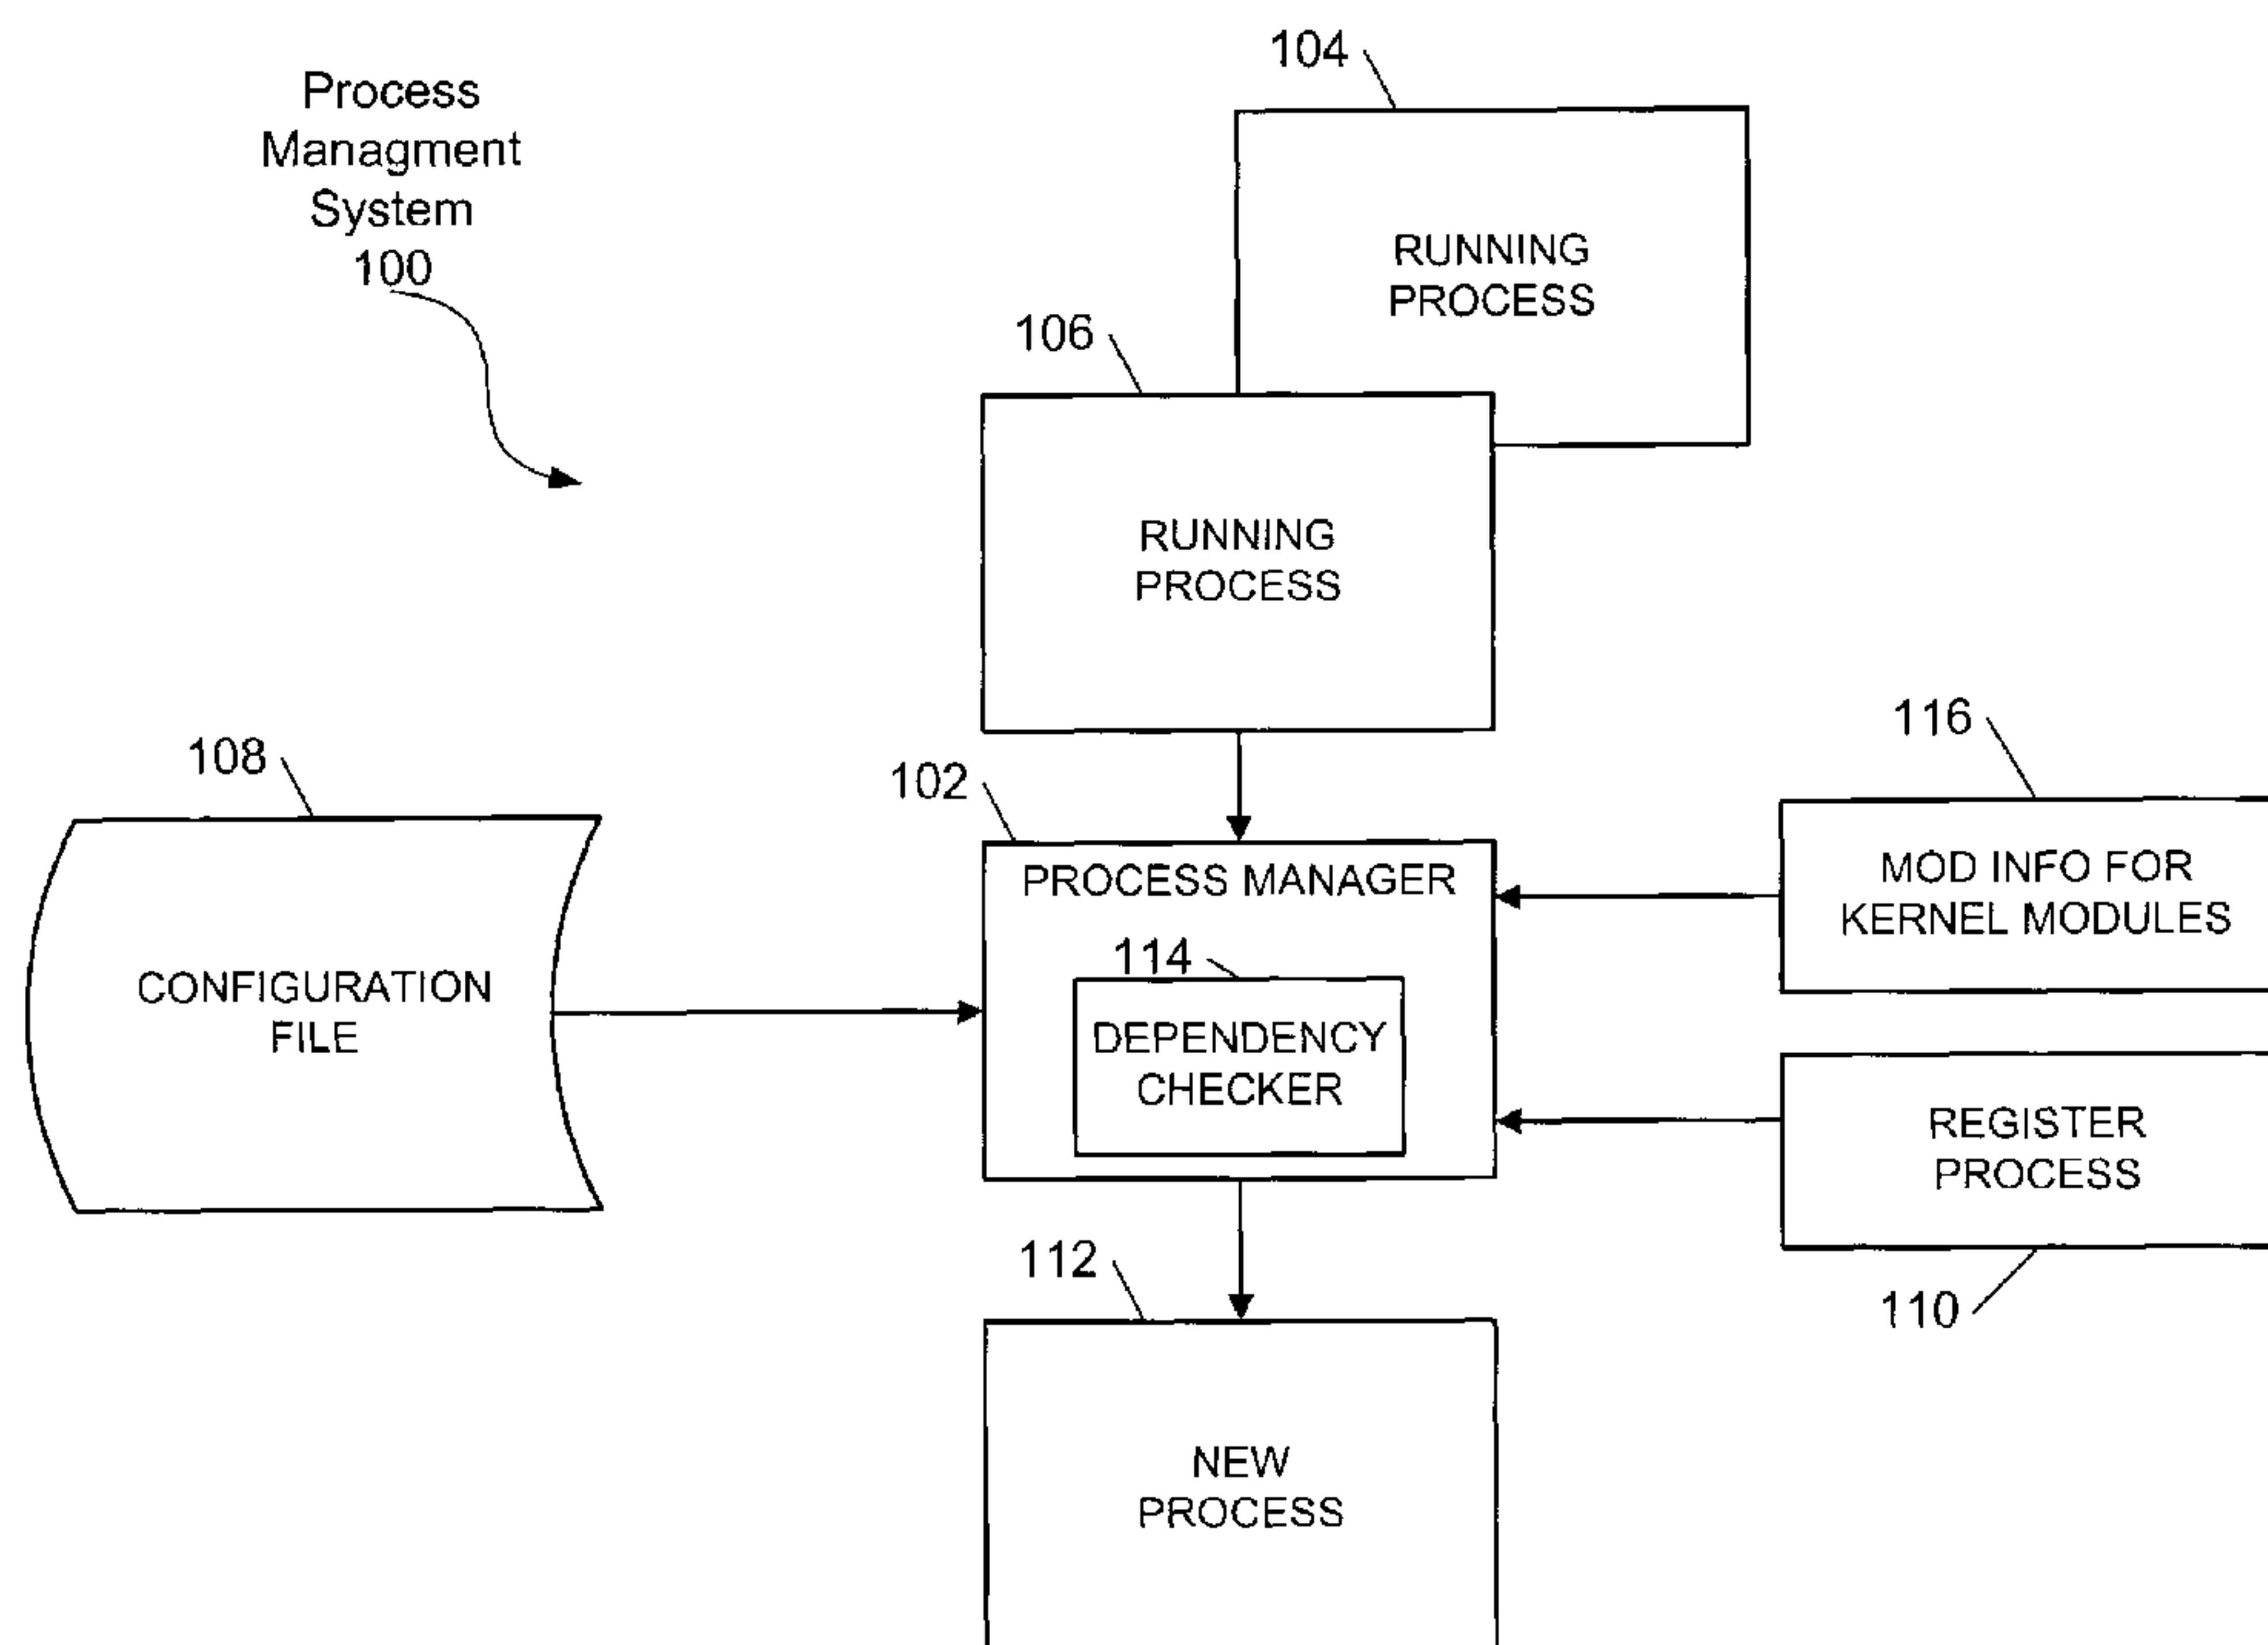 Process
Managment
System
100
104
RUNNING
PROCESS
106
RUNNING
PROCESS
116
MOD INFO FOR
KERNEL MODULES
108
CONFIGURATION
FILE
102
PROCESS MANAGER
114
DEPENDENCY
CHECKER
REGISTER
PROCESS
110
112
NEW
PROCESS